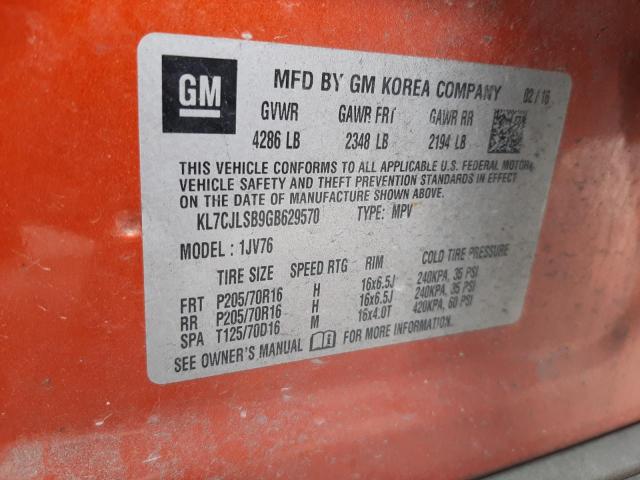 GM MFD BY GM KOREA COMPANY 02/16
GVWR GAWR FRT GAWR RR
4286 LB 2348 LB 2194 LB
THIS VEHICLE CONFORMS TO ALL APPLICABLE U.S. FEDERAL MOTOR
VEHICLE SAFETY AND THEFT PREVENTION STANDARDS IN EFFECT
ON THE DATE OF MANUFACTURE SHOWN ABOVE.
KL7CJLSB9GB629570 TYPE: MPV
MODEL : 1JV76
TIRE SIZE SPEED RTG RIM COLD TIRE PRESSURE
FRT P205/70R16 H 16x6.5J 240KPA, 35 PSI
RR P205/70R16 H 16x6.5J 240KPA, 35 PSI
SPA T125/70D16 M 16x4.0T 420KPA, 60 PSI
SEE OWNER'S MANUAL FOR MORE INFORMATION.